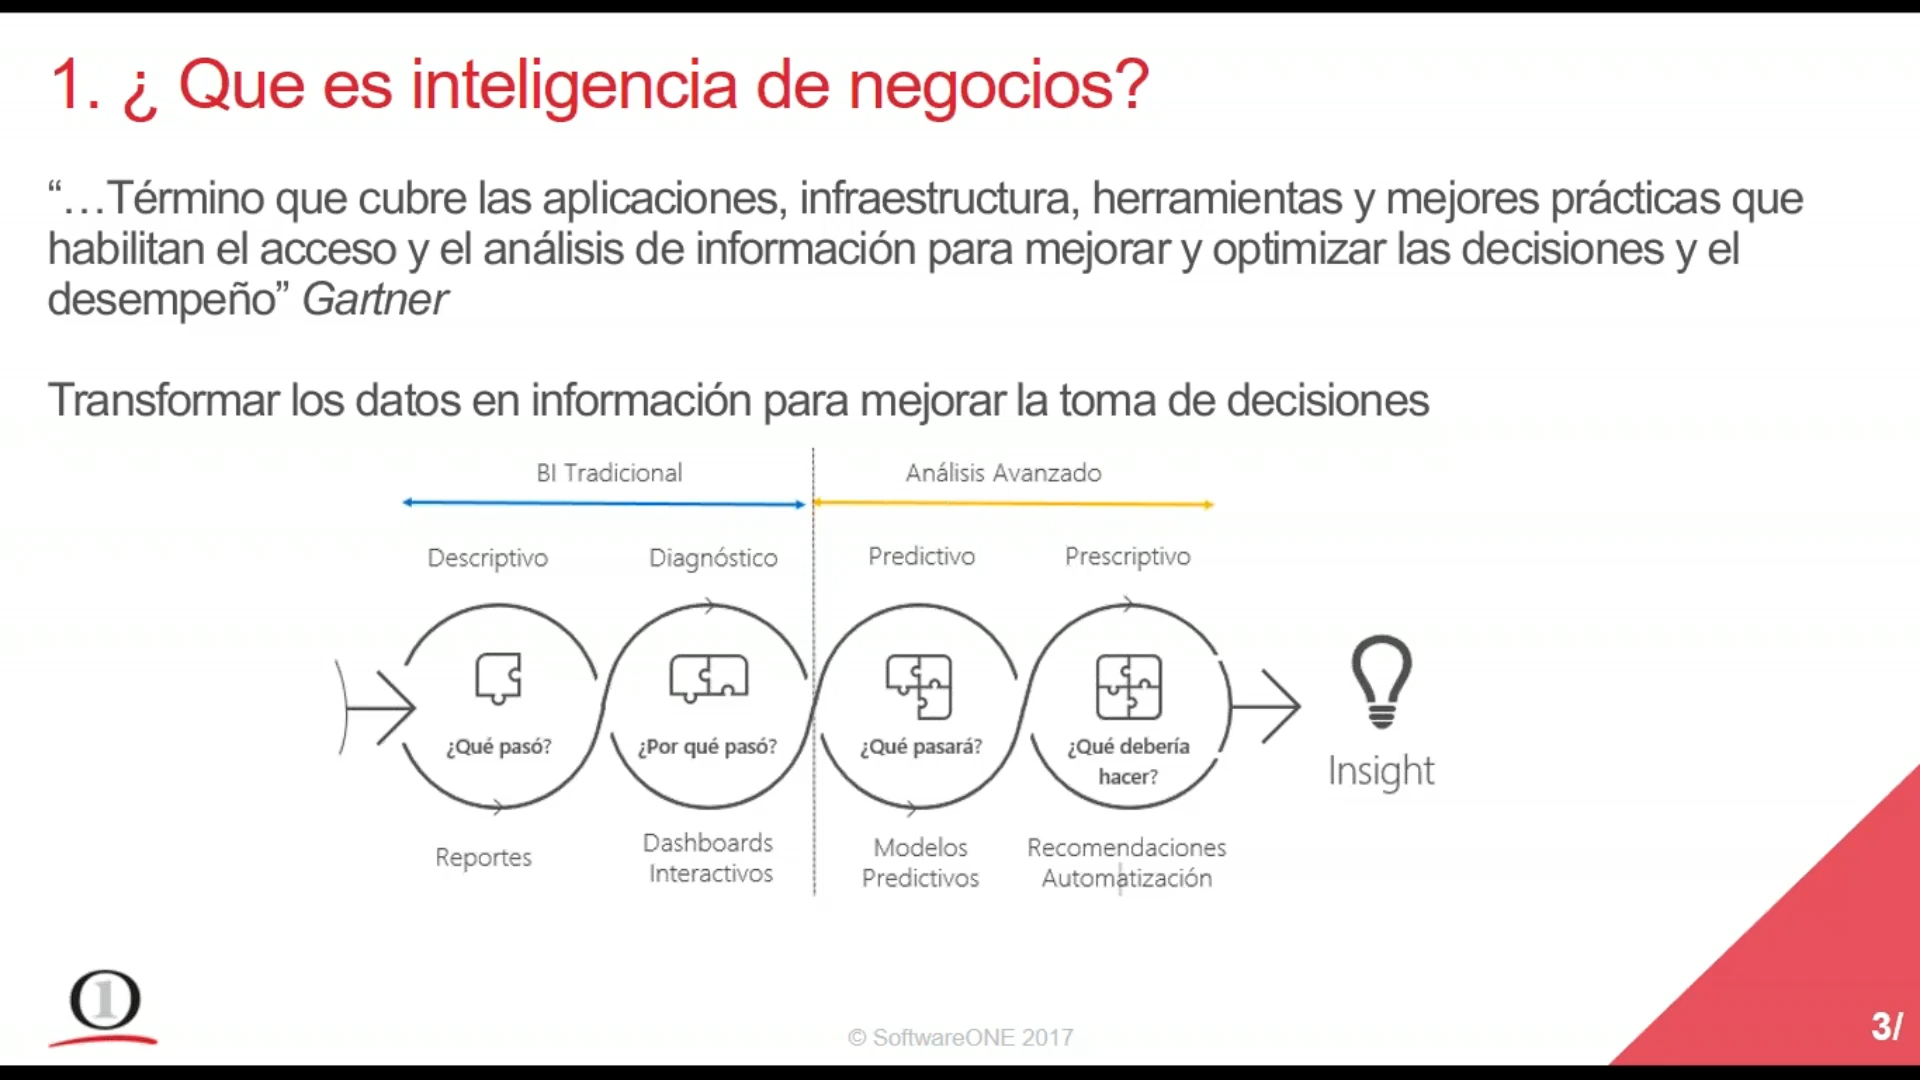 1. ¿ Que es inteligencia de negocios?
“…Término que cubre las aplicaciones, infraestructura, herramientas y mejores prácticas que
habilitan el acceso y el análisis de información para mejorar y optimizar las decisiones y el
desempeño” Gartner
Transformar los datos en información para mejorar la toma de decisiones
BI Tradicional
Análisis Avanzado
Descriptivo
Diagnóstico
Predictivo
Prescriptivo
¿Qué pasó?
¿Por qué pasó?
¿Qué pasará?
¿Qué debería
hacer?
Insight
Reportes
Dashboards
Interactivos
Modelos
Predictivos
Recomendaciones
Automatización
1
© SoftwareONE 2017
3/